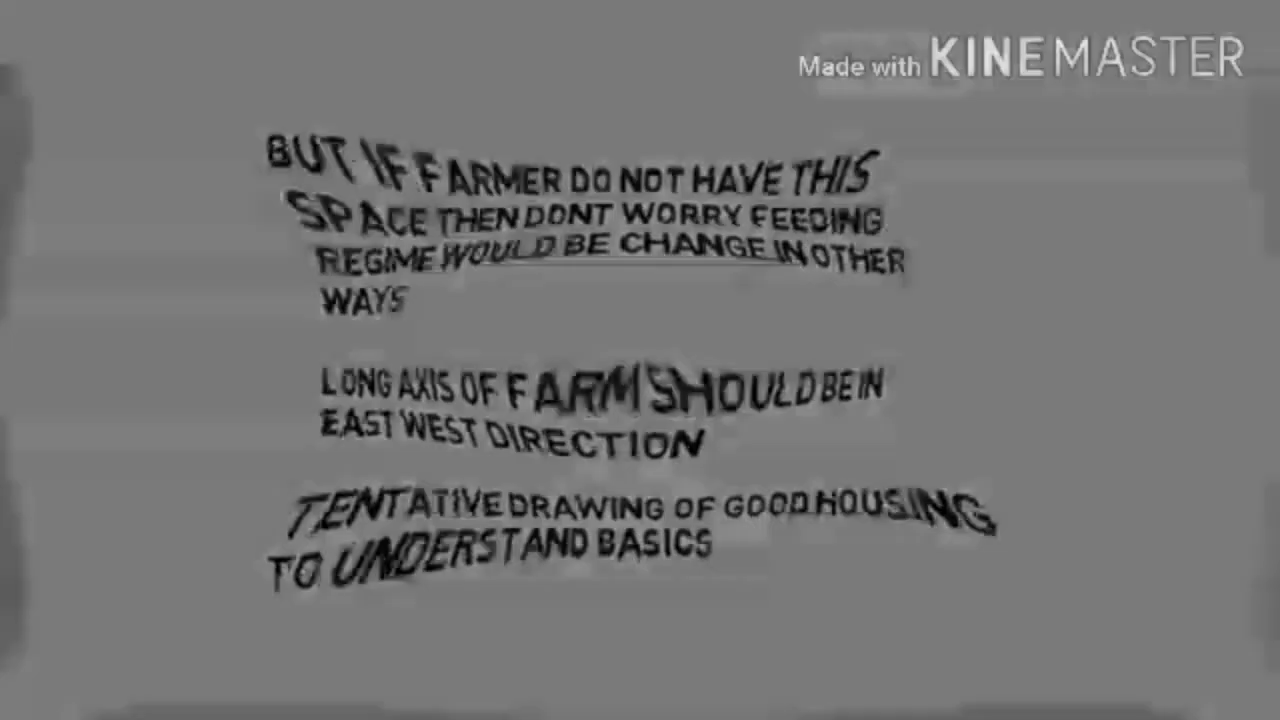 Made with KINEMASTER
BUT IF FARMER DO NOT HAVE THIS
SPACE THEN DONT WORRY FEEDING
REGIME WOULD BE CHANGE IN OTHER
WAYS
LONG AXIS OF FARM SHOULD BE IN
EAST WEST DIRECTION
TENTATIVE DRAWING OF GOOD HOUSING
TO UNDERSTAND BASICS